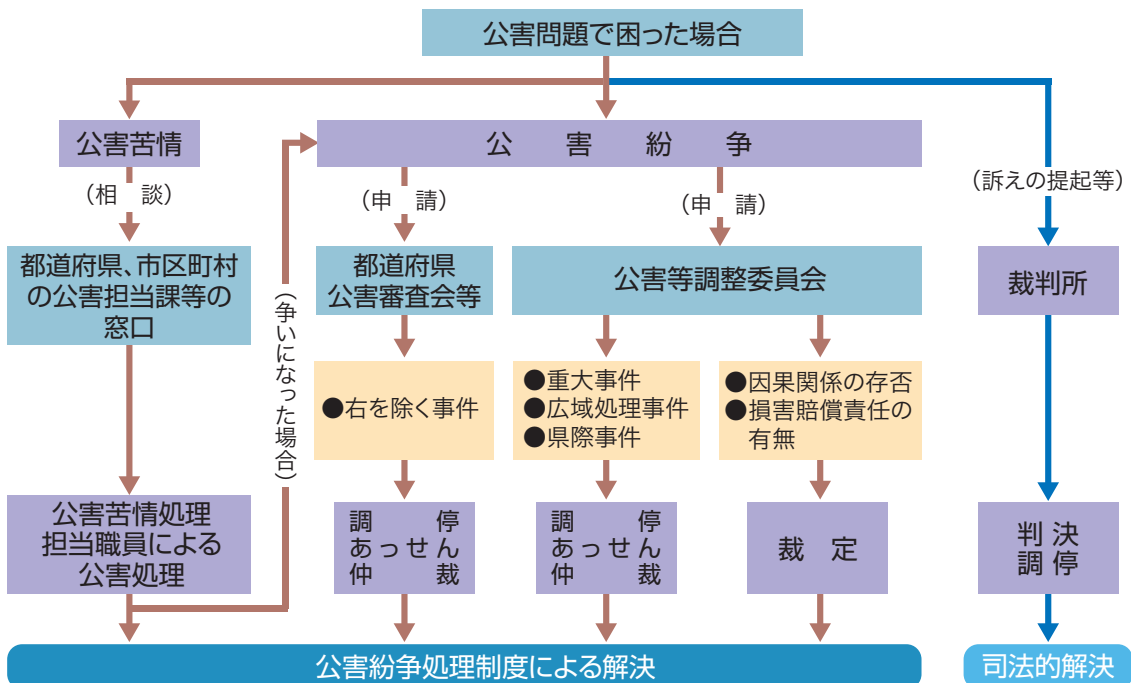 公害問題で困った場合
公害苦情
公害紛争
（相談）
（申請）
（申請）
（訴えの提起等）
都道府県、市区町村
の公害担当課等の
窓口
都道府県
公害審査会等
公害等調整委員会
裁判所
（争いになった場合）
●右を除く事件
●重大事件
●広域処理事件
●県際事件
●因果関係の存否
●損害賠償責任の
有無
公害苦情処理
担当職員による
公害処理
調停
あっせん
仲裁
調停
あっせん
仲裁
裁定
判決
調停
公害紛争処理制度による解決
司法的解決